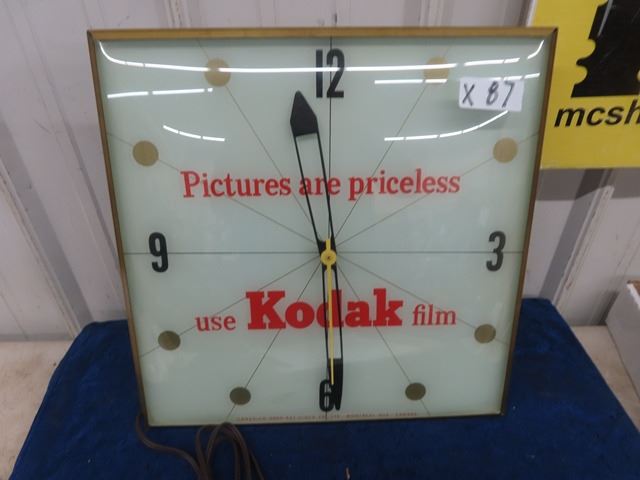 12
X 87
mcsh
Pictures are priceless
9
3
use Kodak film
6